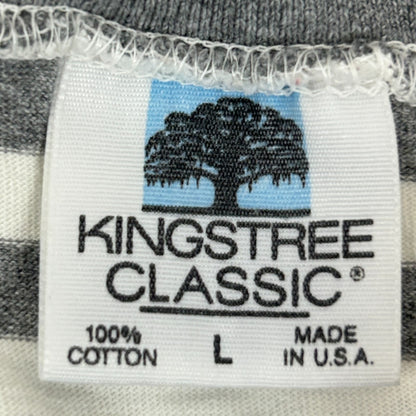 KINGSTREE
CLASSIC®
100% COTTON
L
MADE IN U.S.A.